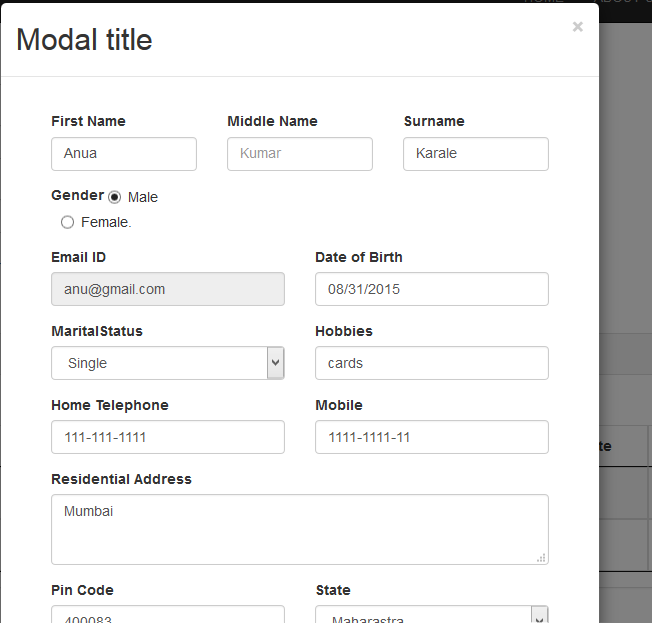 Modal title ×
First Name Middle Name Surname
Anua Kumar Karale
Gender Male
Female.
Email ID Date of Birth
anu@gmail.com 08/31/2015
MaritalStatus Hobbies
Single cards
Home Telephone Mobile
111-111-1111 1111-1111-11
te
Residential Address
Mumbai
Pin Code State
400083 Maharastra